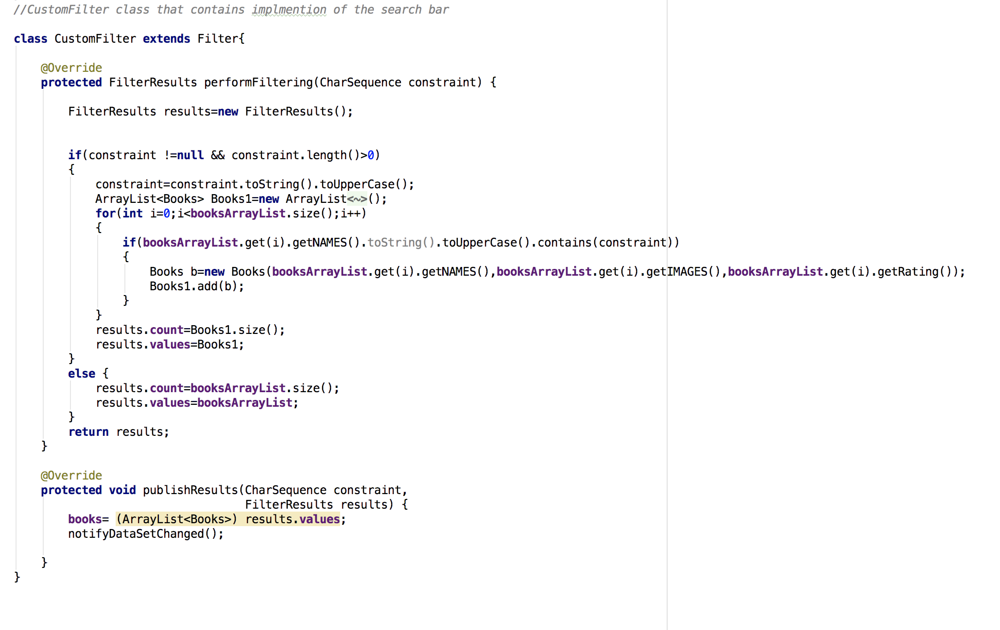 //CustomFilter class that contains implmention of the search bar
class CustomFilter extends Filter{
@Override
protected FilterResults performFiltering(CharSequence constraint) {
FilterResults results=new FilterResults();
if(constraint !=null && constraint.length()>0)
{
constraint=constraint.toString().toUpperCase();
ArrayList<Books> Books1=new ArrayList<~>();
for(int i=0;i<booksArrayList.size();i++)
{
if(booksArrayList.get(i).getNAMES().toString().toUpperCase().contains(constraint))
{
Books b=new Books(booksArrayList.get(i).getNAMES(),booksArrayList.get(i).getIMAGES(),booksArrayList.get(i).getRating());
Books1.add(b);
}
}
results.count=Books1.size();
results.values=Books1;
}
else {
results.count=booksArrayList.size();
results.values=booksArrayList;
}
return results;
}
@Override
protected void publishResults(CharSequence constraint,
FilterResults results) {
books= (ArrayList<Books>) results.values;
notifyDataSetChanged();
}
}